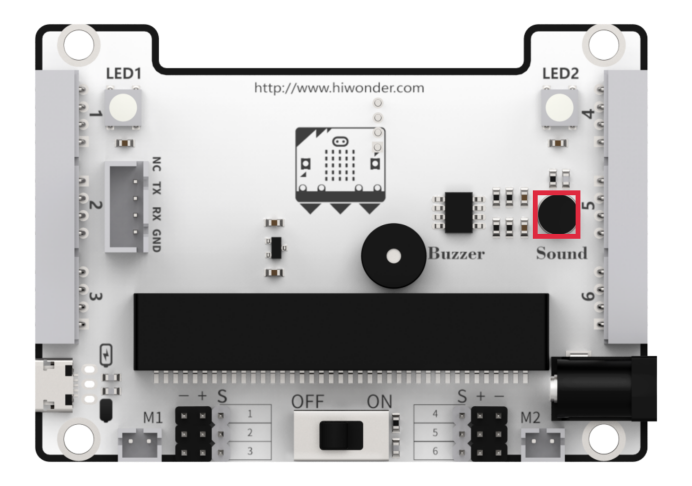 LED1
LED2
http://www.hiwonder.com
1
4
NC TX RX GND
2
5
Buzzer
Sound
3
6
− + S
OFF
ON
S + −
M1
1
2
3
4
5
6
M2